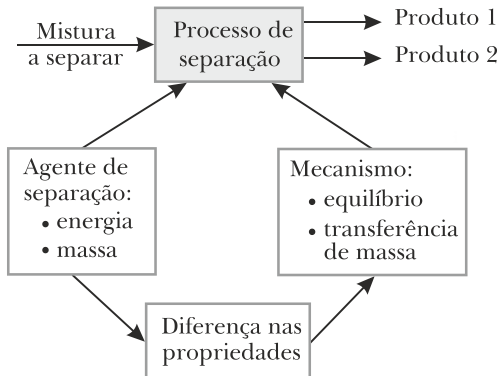 Mistura
a separar
Processo de
separação
Produto 1
Produto 2
Agente de
separação:
• energia
• massa
Mecanismo:
• equilíbrio
• transferência
de massa
Diferença nas
propriedades